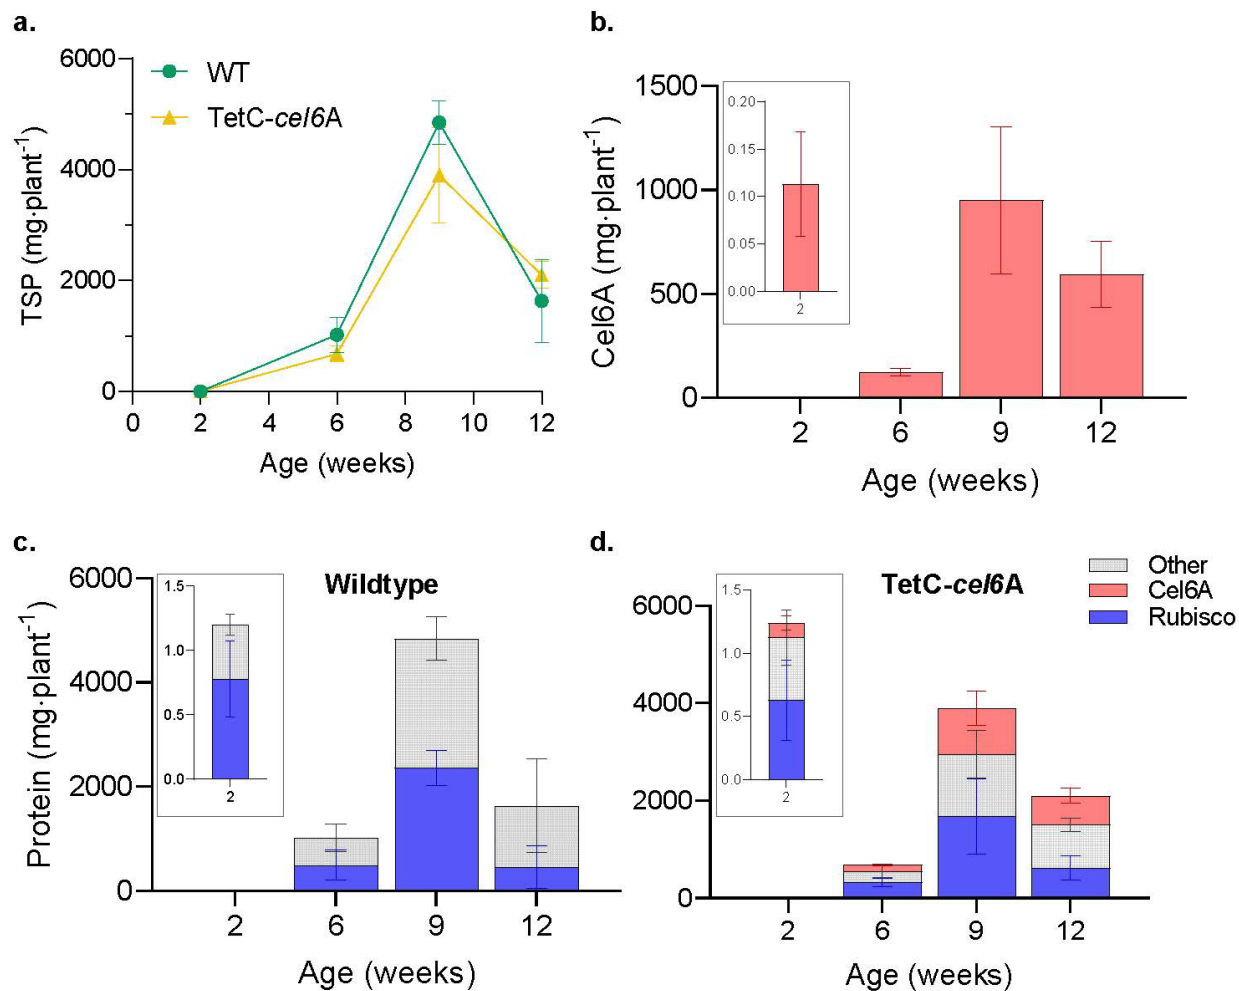 a.
6000
4000
2000
0
TSP (mg·plant⁻¹)
WT
TetC-cel6A
0 2 4 6 8 10 12
Age (weeks)
b.
1500
1000
500
0
Cel6A (mg·plant⁻¹)
0.20
0.15
0.10
0.05
0.00
2
2 6 9 12
Age (weeks)
c.
Wildtype
6000
4000
2000
0
Protein (mg·plant⁻¹)
1.5
1.0
0.5
0.0
2
2 6 9 12
Age (weeks)
d.
TetC-cel6A
Other
Cel6A
Rubisco
6000
4000
2000
0
1.5
1.0
0.5
0.0
2
2 6 9 12
Age (weeks)